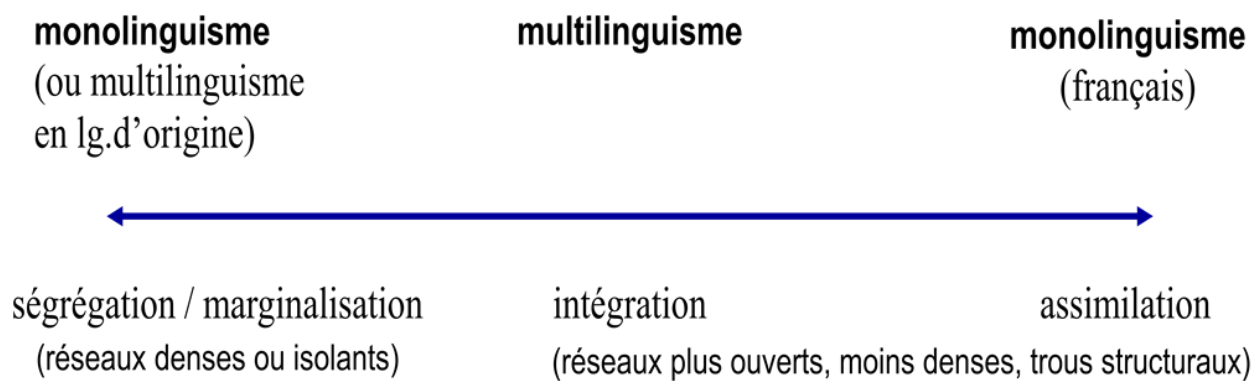 monolinguisme
(ou multilinguisme
en lg.d’origine)
multilinguisme
monolinguisme
(français)
ségrégation / marginalisation
(réseaux denses ou isolants)
intégration
assimilation
(réseaux plus ouverts, moins denses, trous structuraux)